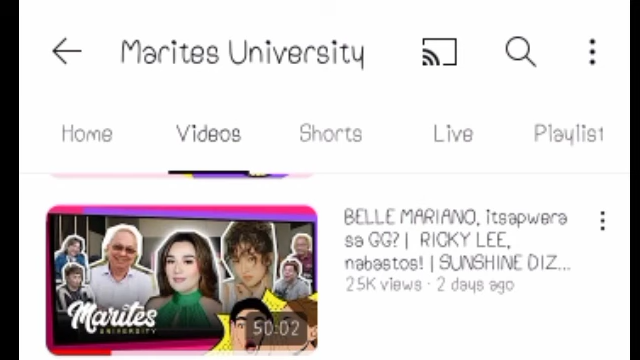 Marites University
Home Videos Shorts Live Playlist
BELLE MARIANO, itsapwera
sa GG? | RICKY LEE,
nabastos! | SUNSHINE DIZ...
25K views · 2 days ago
Marites
UNIVERSITY
50:02